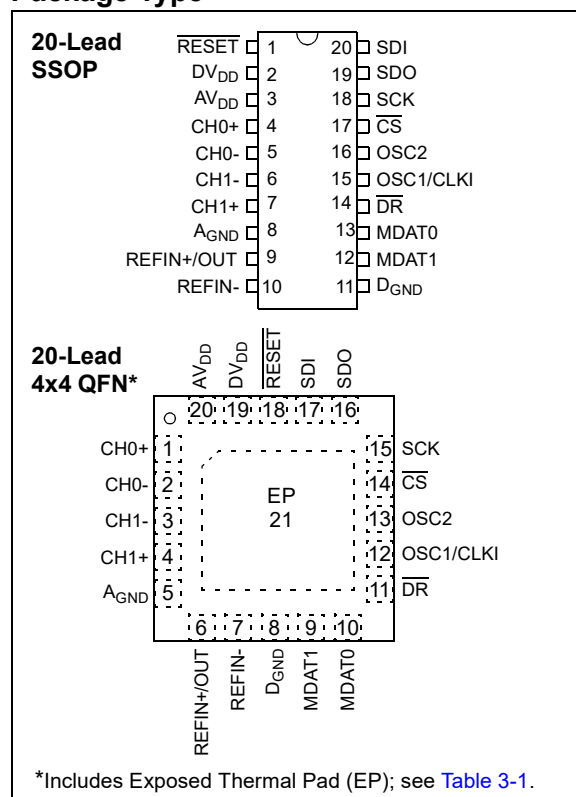 Package Type
20-Lead
SSOP
RESET 1
DVDD 2
AVDD 3
CH0+ 4
CH0- 5
CH1- 6
CH1+ 7
AGND 8
REFIN+/OUT 9
REFIN- 10
20 SDI
19 SDO
18 SCK
17 CS
16 OSC2
15 OSC1/CLKI
14 DR
13 MDAT0
12 MDAT1
11 DGND
20-Lead
4x4 QFN*
AVDD
DVDD
RESET
SDI
SDO
20 19 18 17 16
CH0+ 1
CH0- 2
CH1- 3
CH1+ 4
AGND 5
EP
21
15 SCK
14 CS
13 OSC2
12 OSC1/CLKI
11 DR
6 7 8 9 10
REFIN+/OUT
REFIN-
DGND
MDAT1
MDAT0
*Includes Exposed Thermal Pad (EP); see Table 3-1.